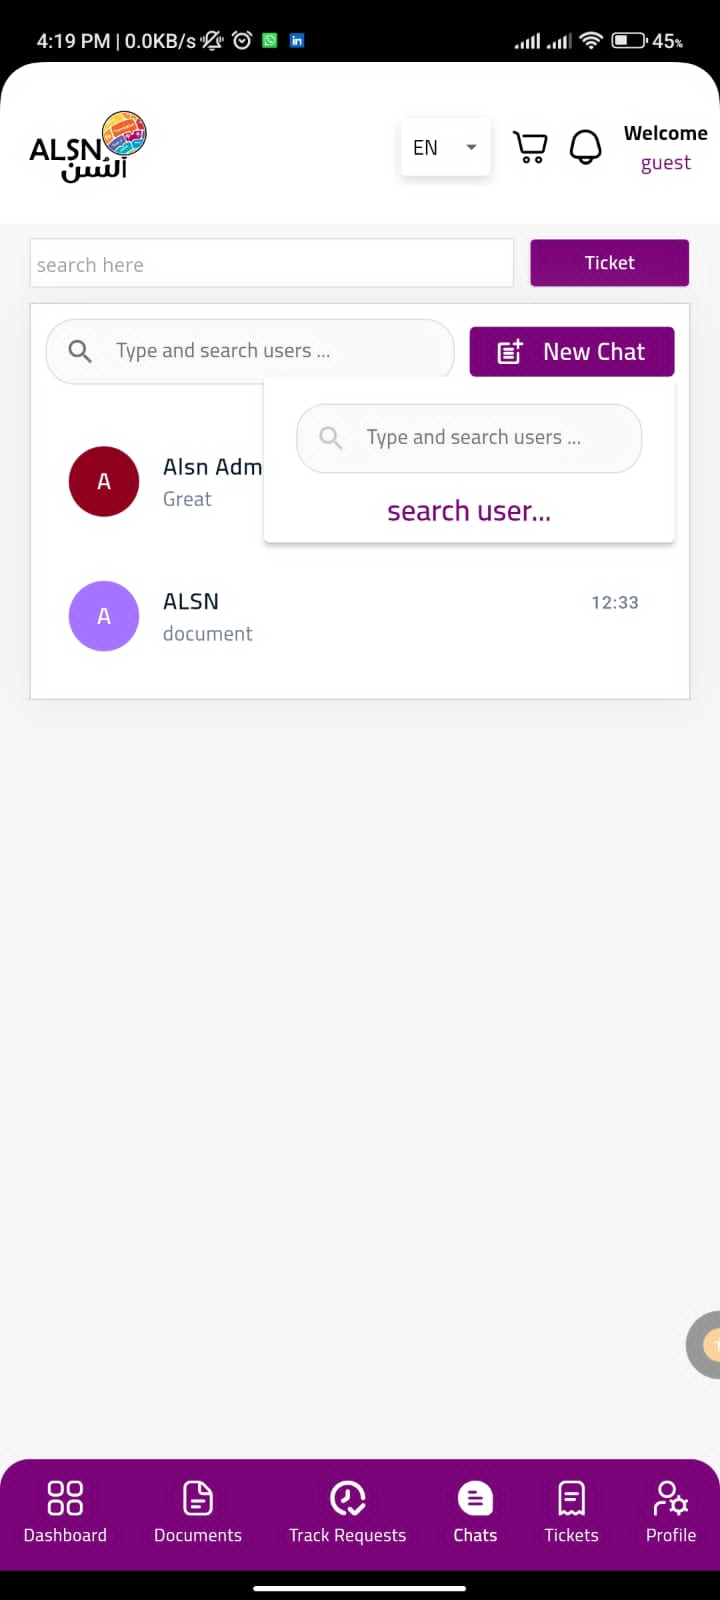 4:19 PM | 0.0KB/s
45%
ALSN
ألسن
EN
Welcome
guest
search here
Ticket
Type and search users ...
New Chat
Type and search users ...
search user...
A
Alsn Adm
Great
A
ALSN
12:33
document
Dashboard
Documents
Track Requests
Chats
Tickets
Profile